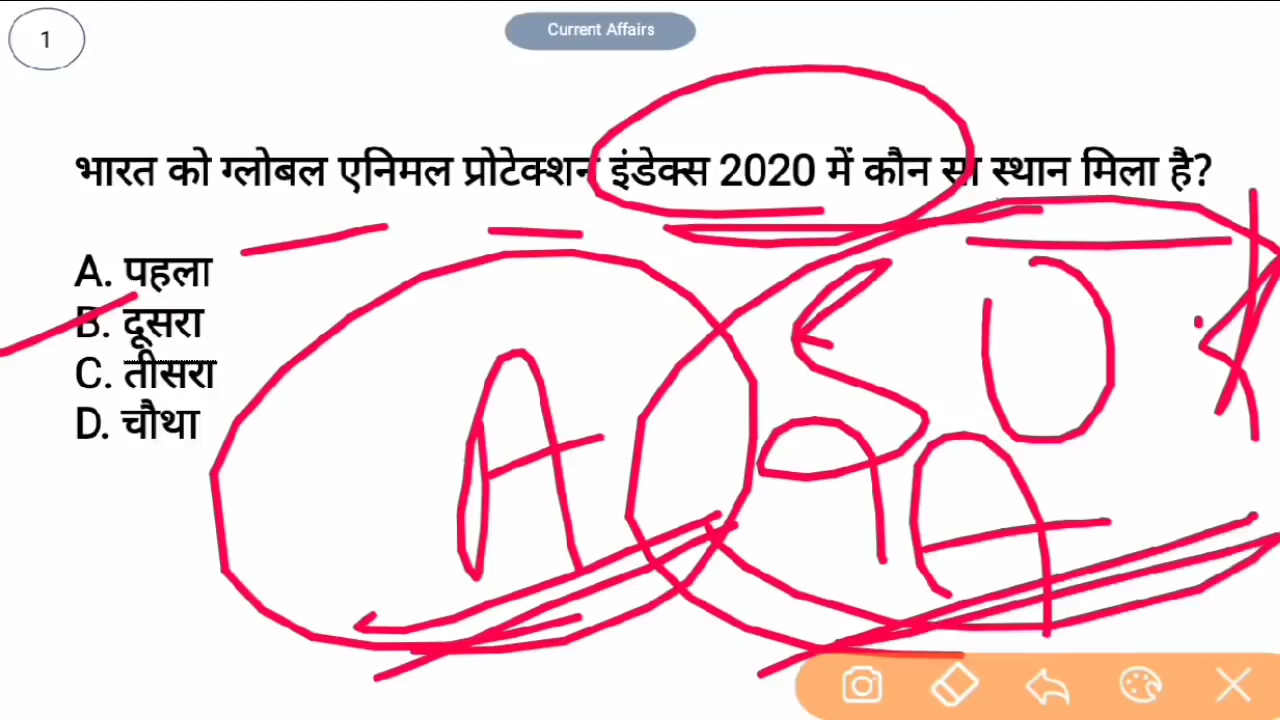 1
Current Affairs
भारत को ग्लोबल एनिमल प्रोटेक्शन इंडेक्स 2020 में कौन सा स्थान मिला है?
A. पहला
B. दूसरा
C. तीसरा
D. चौथा
A